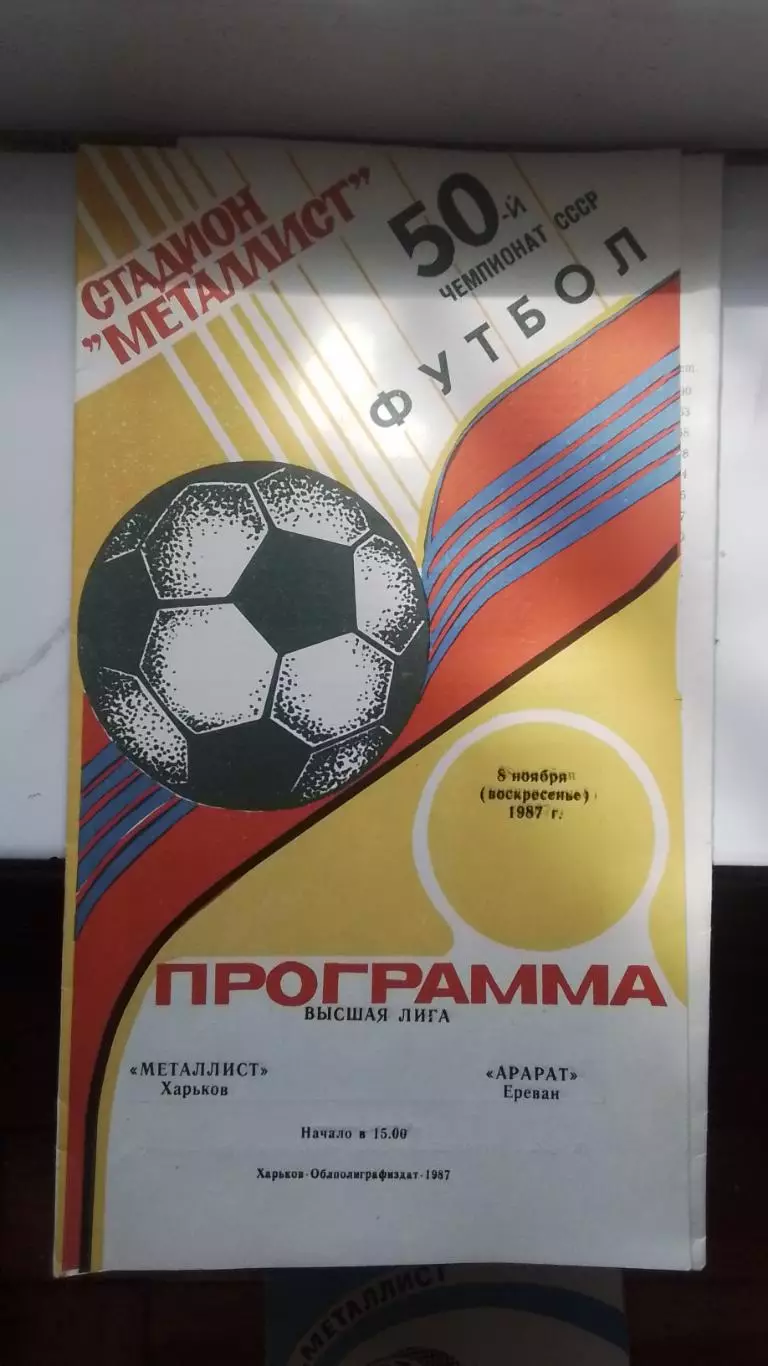 СТАДИОН
"МЕТАЛЛИСТ"
50-й
ЧЕМПИОНАТ СССР
ФУТБОЛ
8 ноября
(воскресенье)
1987 г.
ПРОГРАММА
ВЫСШАЯ ЛИГА
«МЕТАЛЛИСТ»
Харьков
«АРАРАТ»
Ереван
Начало в 15.00
Харьков-Облполиграфиздат-1987
МЕТАЛЛИСТ